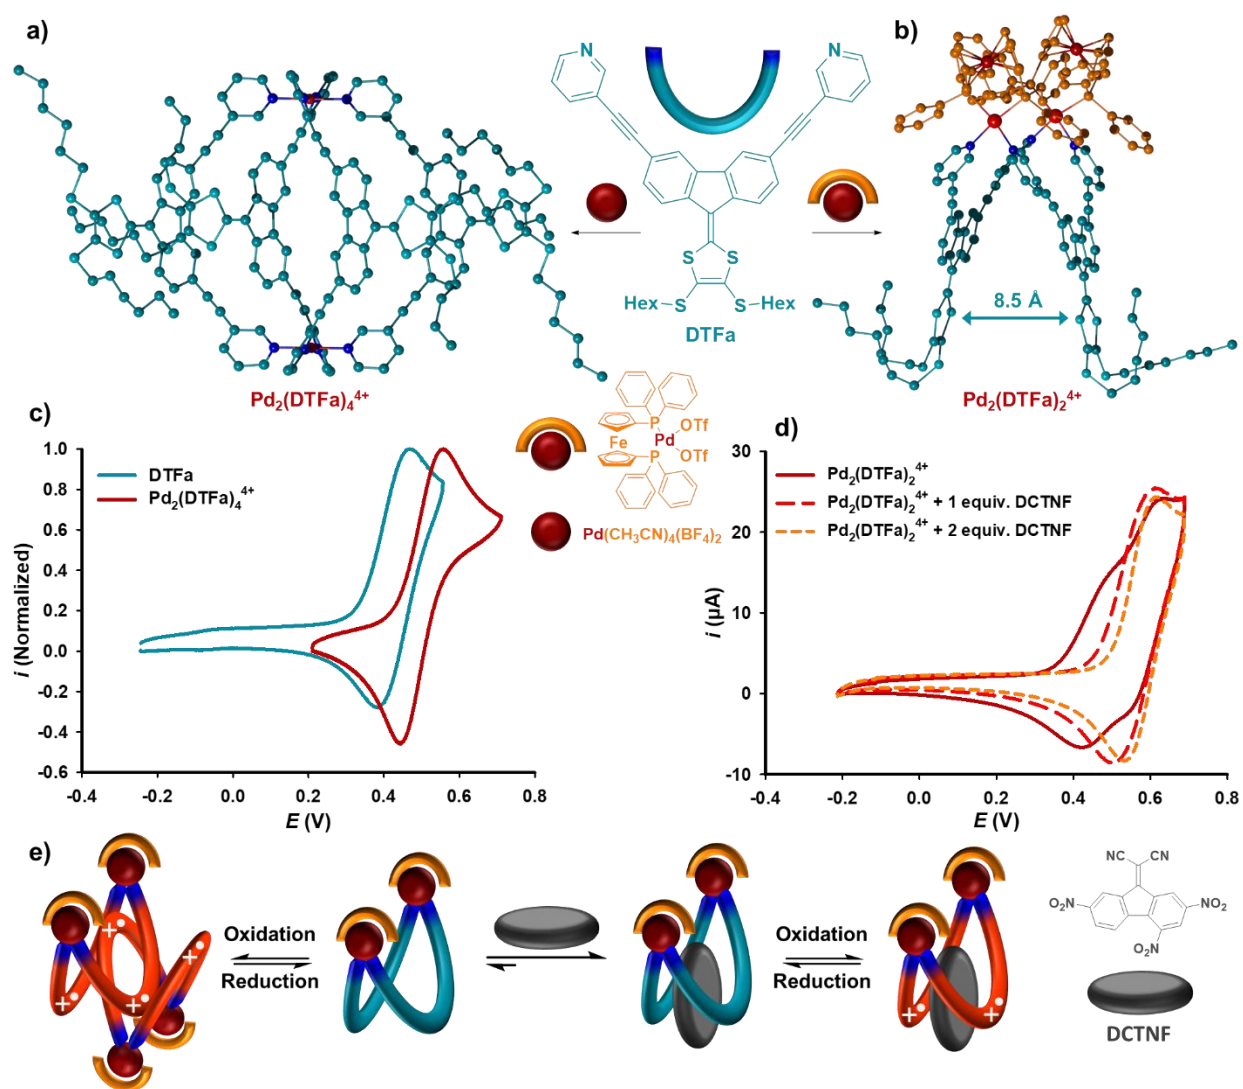 a)
b)
N
N
S
S
Hex
S
S
Hex
DTFa
8.5 Å
Pd₂(DTFa)₄⁴⁺
Pd₂(DTFa)₂⁴⁺
c)
d)
DTFa
Pd₂(DTFa)₄⁴⁺
1.0
0.8
0.6
0.4
0.2
0.0
-0.2
-0.4
-0.6
i (Normalized)
-0.4
-0.2
0.0
0.2
0.4
0.6
0.8
E (V)
P
OTf
Fe
Pd
P
OTf
Pd(CH₃CN)₄(BF₄)₂
Pd₂(DTFa)₂⁴⁺
Pd₂(DTFa)₂⁴⁺ + 1 equiv. DCTNF
Pd₂(DTFa)₂⁴⁺ + 2 equiv. DCTNF
30
20
10
0
-10
i (µA)
-0.4
-0.2
0.0
0.2
0.4
0.6
0.8
E (V)
e)
+•
+•
+•
+•
Oxidation
Reduction
Oxidation
Reduction
+•
+•
NC
CN
O₂N
NO₂
O₂N
DCTNF